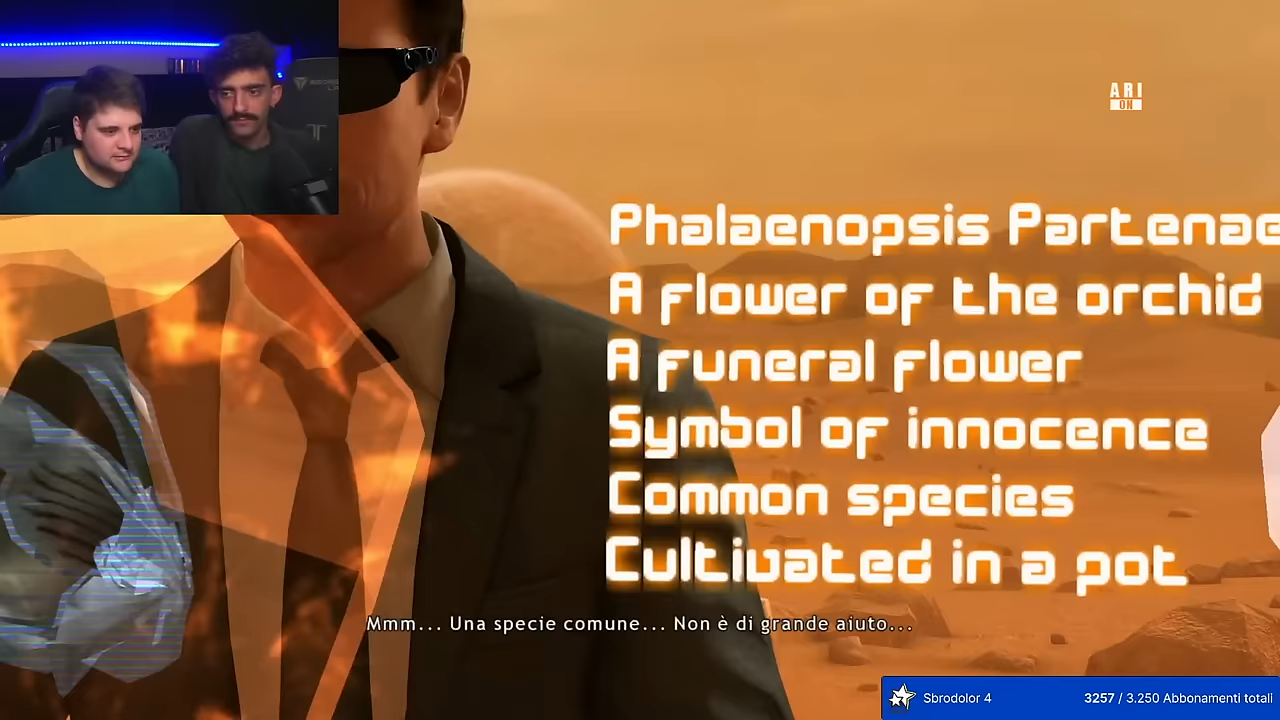 ARI
ON
Phalaenopsis Partenae
A flower of the orchid
A funeral flower
Symbol of innocence
Common species
Cultivated in a pot
Mmm... Una specie comune... Non è di grande aiuto...
Sbrodolor 4
3257 / 3.250 Abbonamenti totali